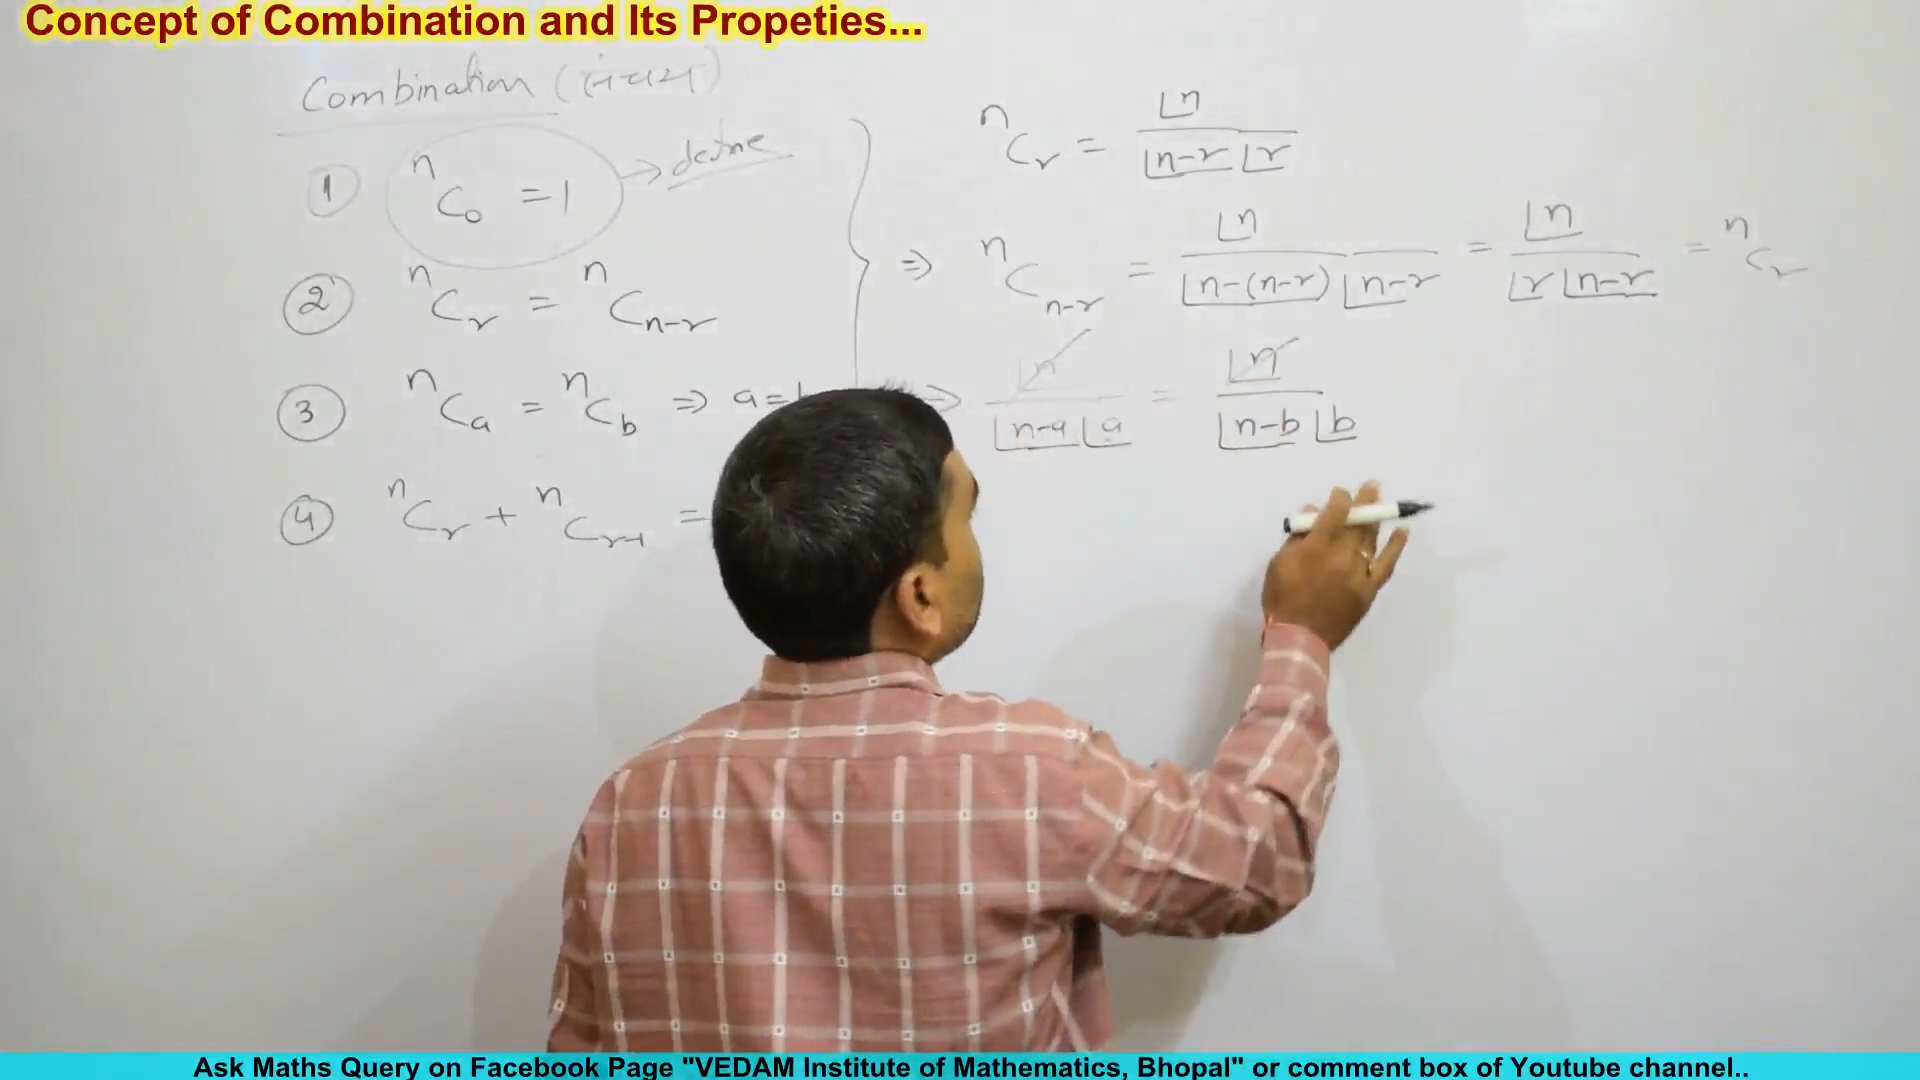 Concept of Combination and Its Propeties...
Combination (संचय)
① ⁿC₀ = 1 → define
② ⁿCᵣ = ⁿCₙ₋ᵣ
③ ⁿCₐ = ⁿC_b ⇒ a=
④ ⁿCᵣ + ⁿCᵣ₋₁ =
ⁿCᵣ = ⌊n / ⌊n-r ⌊r
⇒ ⁿCₙ₋ᵣ = ⌊n / ⌊n-(n-r) ⌊n-r = ⌊n / ⌊r ⌊n-r = ⁿCᵣ
⇒ ⌊n / ⌊n-a ⌊a = ⌊n / ⌊n-b ⌊b
Ask Maths Query on Facebook Page "VEDAM Institute of Mathematics, Bhopal" or comment box of Youtube channel..